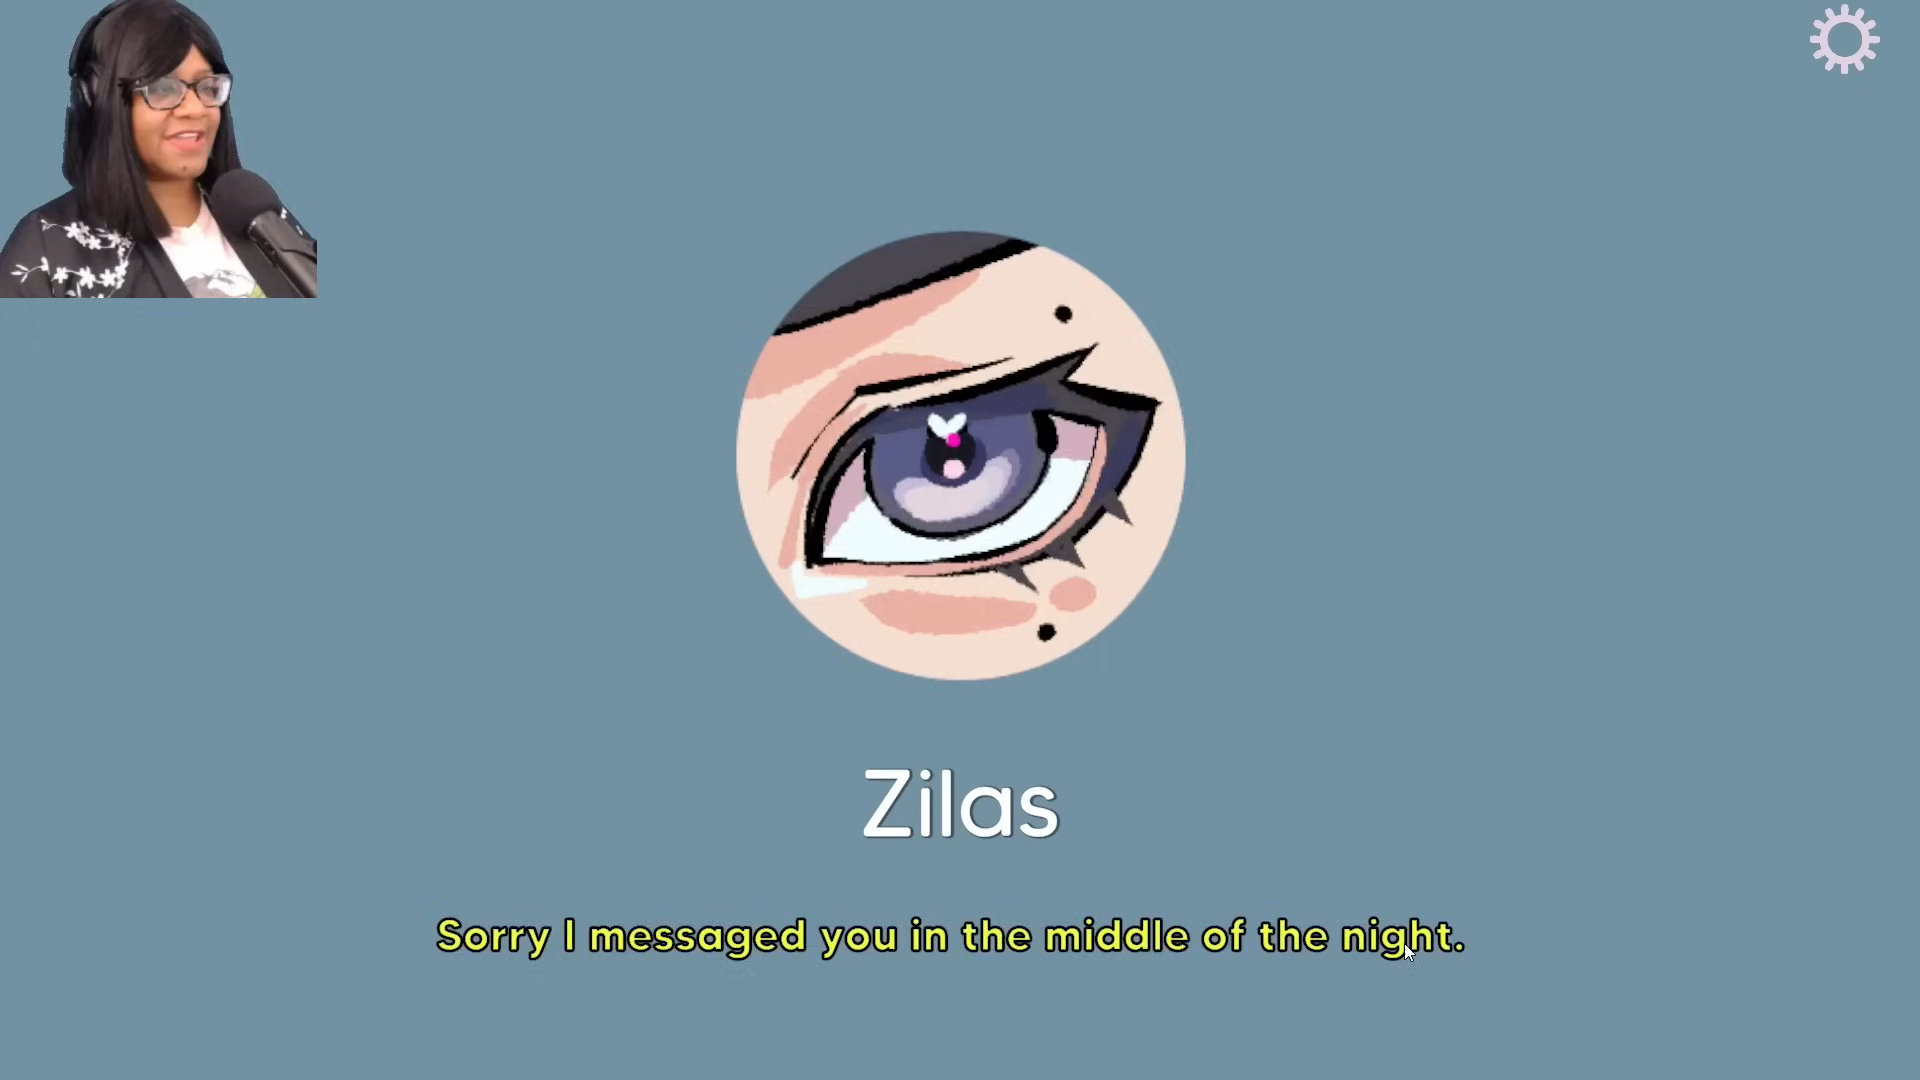 Zilas
Sorry I messaged you in the middle of the night.